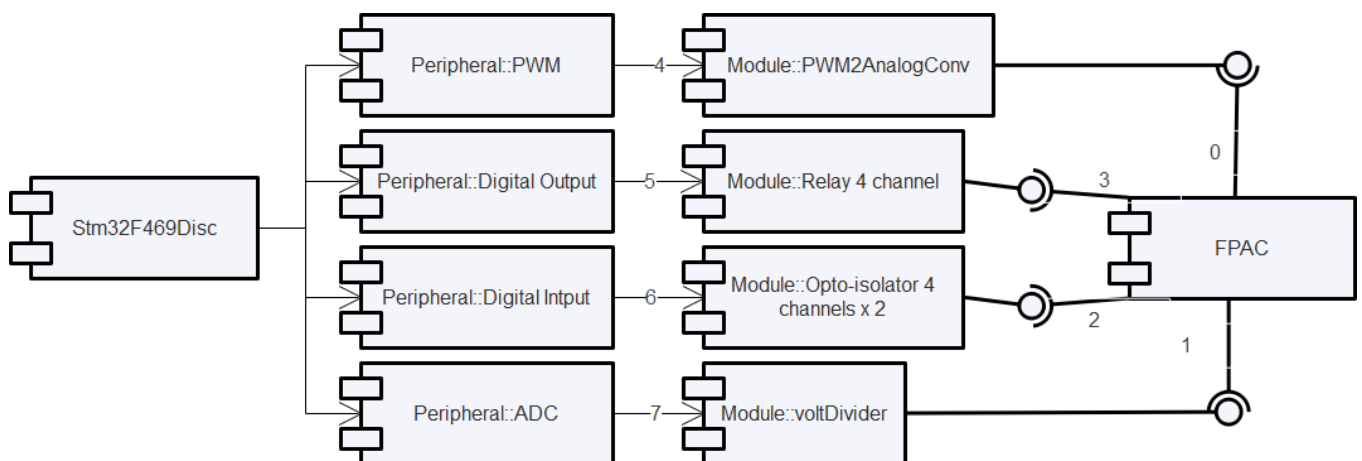 Peripheral::PWM
4
Module::PWM2AnalogConv
0
Peripheral::Digital Output
5
Module::Relay 4 channel
3
Stm32F469Disc
FPAC
Peripheral::Digital Intput
6
Module::Opto-isolator 4
channels x 2
2
1
Peripheral::ADC
7
Module::voltDivider